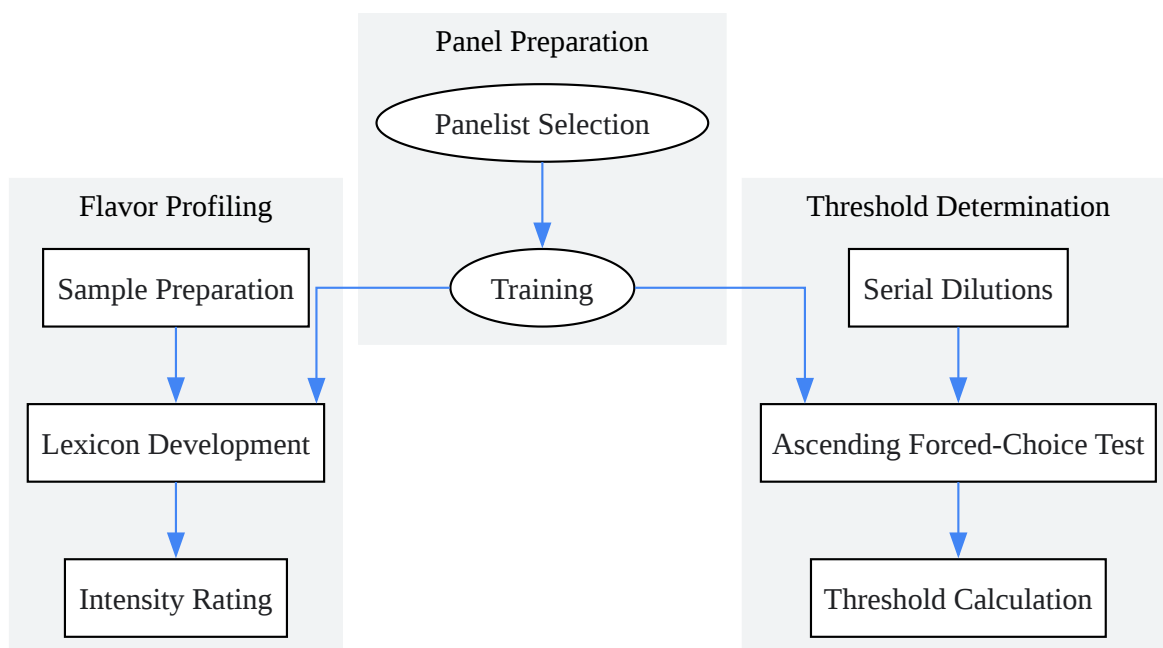 Panel Preparation
Panelist Selection
Training
Flavor Profiling
Sample Preparation
Lexicon Development
Intensity Rating
Threshold Determination
Serial Dilutions
Ascending Forced-Choice Test
Threshold Calculation